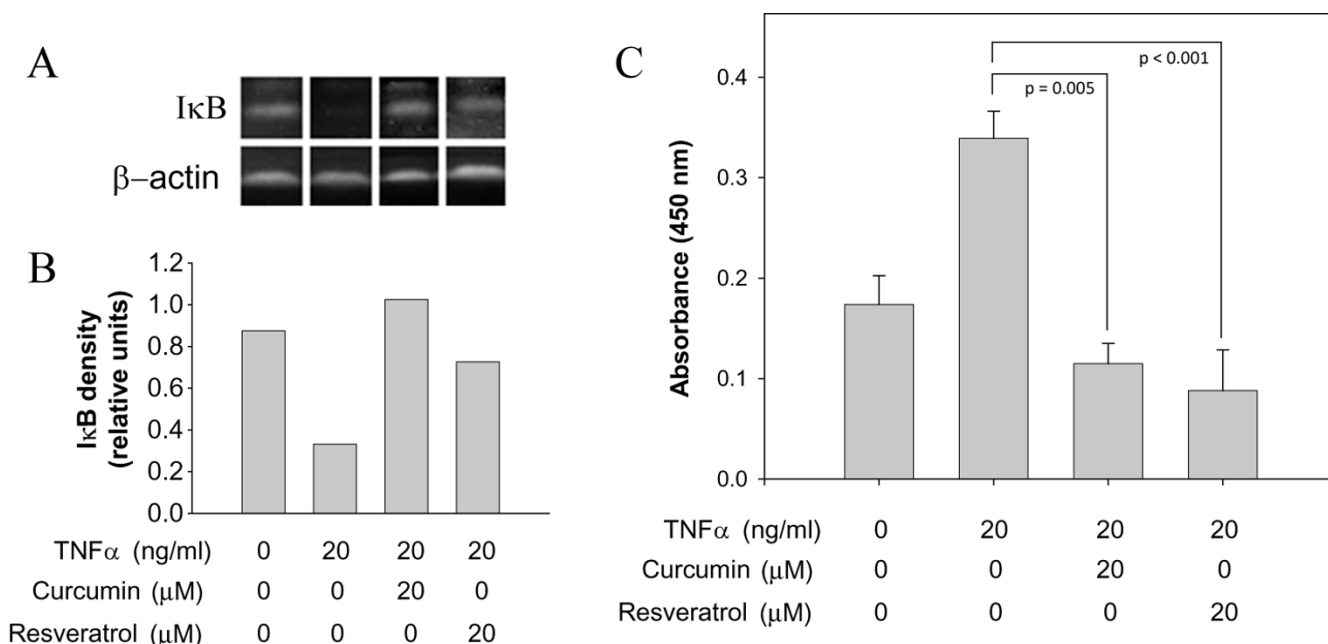 A
IκB
β–actin
B
IκB density
(relative units)
1.2
1.0
0.8
0.6
0.4
0.2
0.0
TNFα (ng/ml) 0 20 20 20
Curcumin (μM) 0 0 20 0
Resveratrol (μM) 0 0 0 20
C
Absorbance (450 nm)
0.4
0.3
0.2
0.1
0.0
p < 0.001
p = 0.005
TNFα (ng/ml) 0 20 20 20
Curcumin (μM) 0 0 20 0
Resveratrol (μM) 0 0 0 20